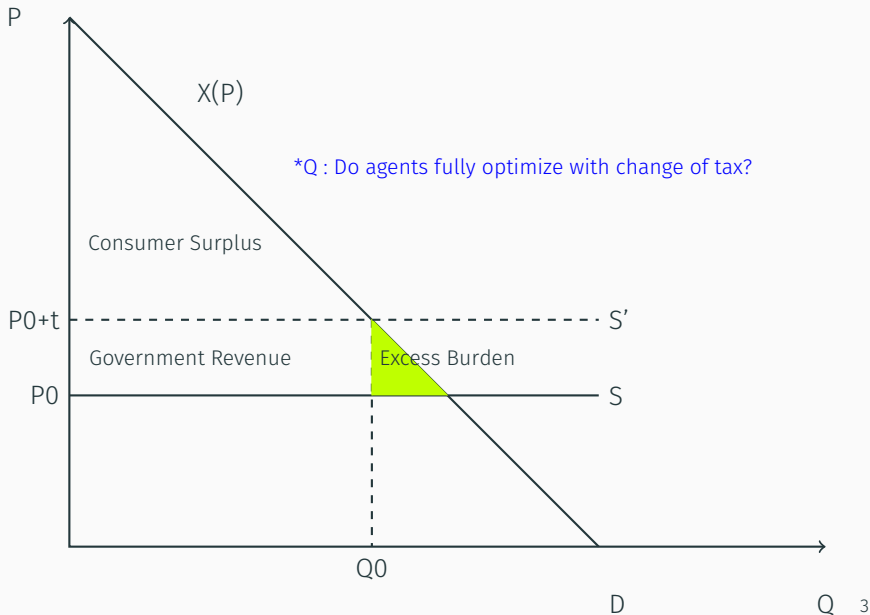 P
X(P)
*Q : Do agents fully optimize with change of tax?
Consumer Surplus
P0+t
S’
Government Revenue
Excess Burden
P0
S
Q0
D
Q
3